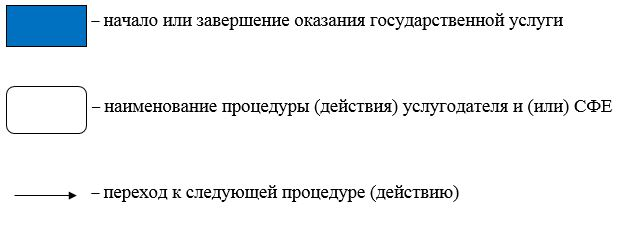 – начало или завершение оказания государственной услуги
– наименование процедуры (действия) услугодателя и (или) СФЕ
– переход к следующей процедуре (действию)